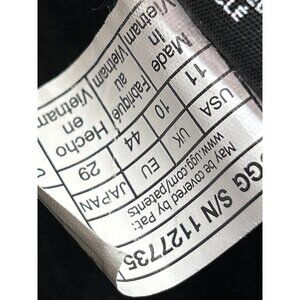 UGG S/N 1127735
May be covered by Pat:
www.ugg.com/patents
USA UK EU JAPAN
11 10 44 29
Made in Vietnam
Fabriqué au Vietnam
Hecho en Vietnam